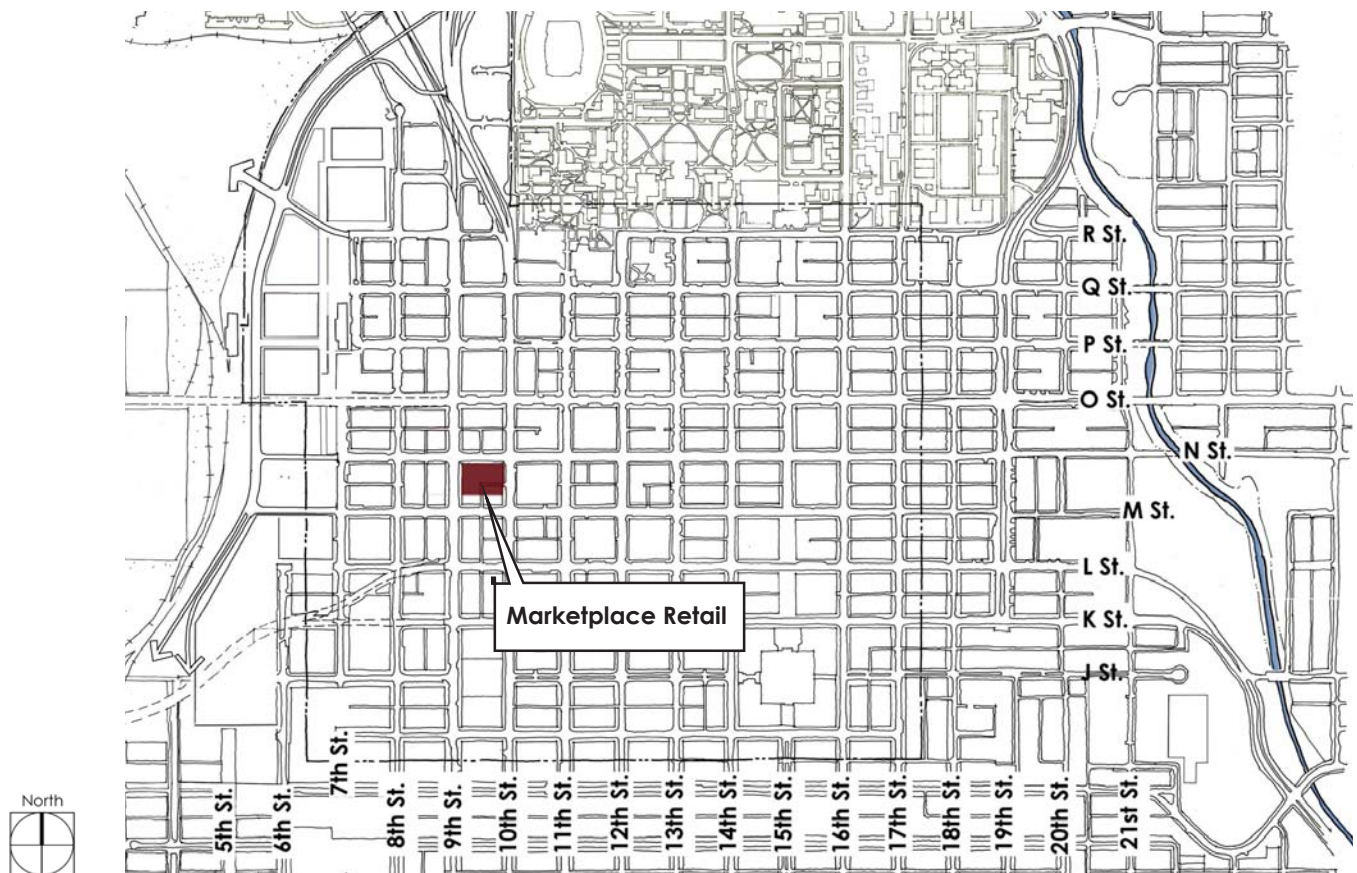 R St.
Q St.
P St.
O St.
N St.
M St.
L St.
K St.
J St.
Marketplace Retail
5th St.
6th St.
7th St.
8th St.
9th St.
10th St.
11th St.
12th St.
13th St.
14th St.
15th St.
16th St.
17th St.
18th St.
19th St.
20th St.
21st St.
North